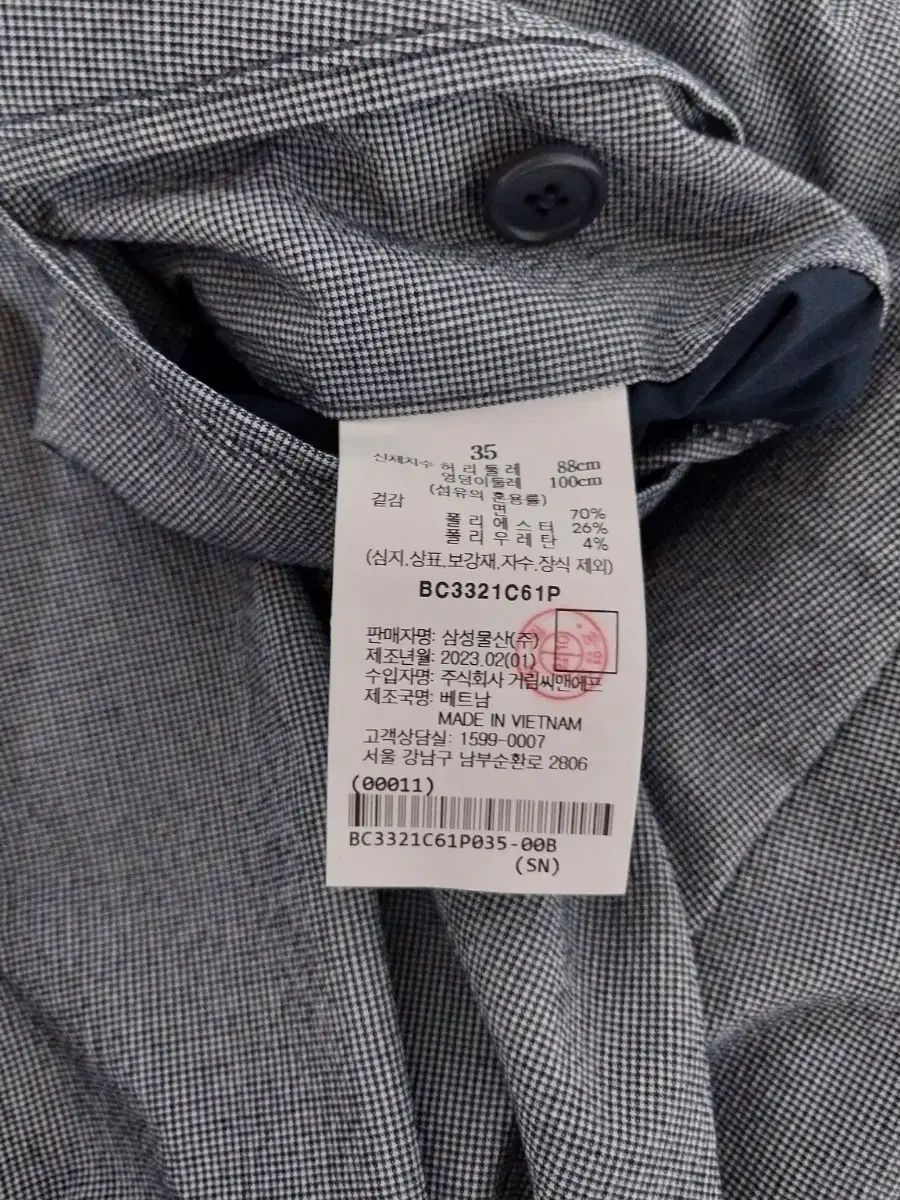 35
신체치수 허 리 둘 레 88cm
엉덩이둘레 100cm
(섬유의 혼용률)
겉감 면 70%
폴 리 에 스 터 26%
폴 리 우 레 탄 4%
(심지.상표.보강재.자수.장식 제외)
BC3321C61P
판매자명: 삼성물산(주)
제조년월: 2023.02(01)
수입자명: 주식회사 거림씨앤에프
제조국명: 베트남
MADE IN VIETNAM
고객상담실: 1599-0007
서울 강남구 남부순환로 2806
(00011)
BC3321C61P035-00B
(SN)